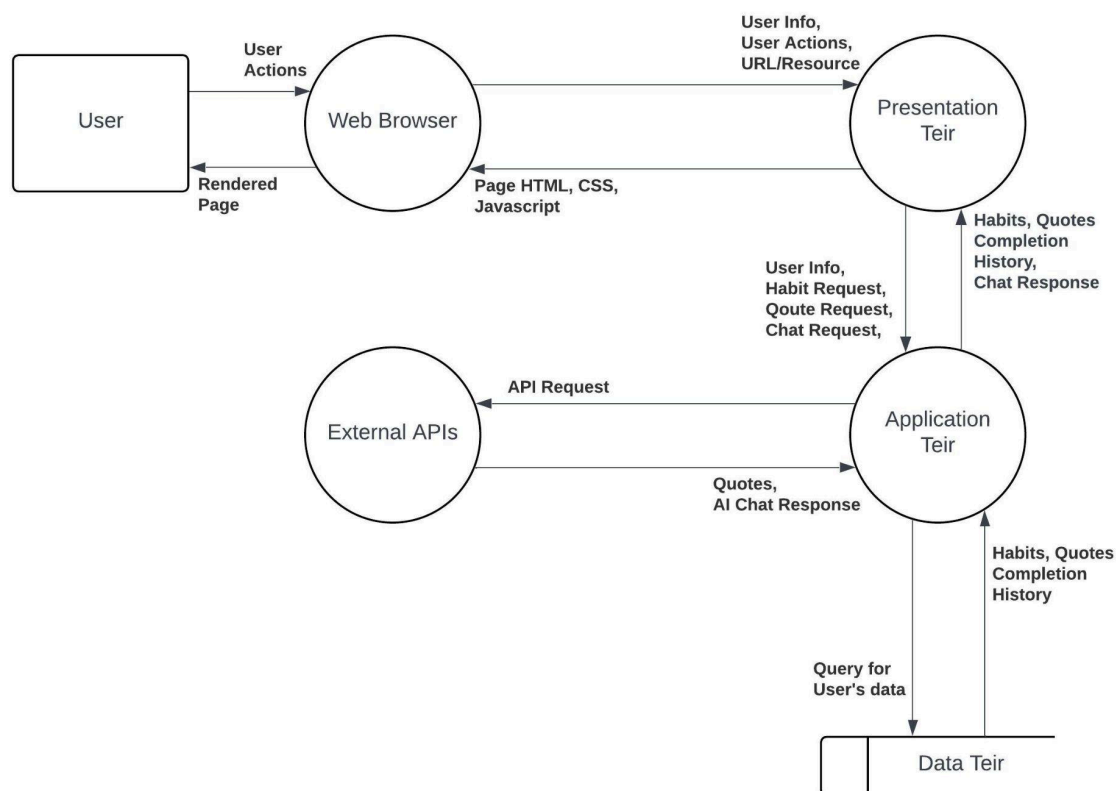 User
User
Actions
Rendered
Page
Web Browser
User Info,
User Actions,
URL/Resource
Page HTML, CSS,
Javascript
Presentation
Teir
User Info,
Habit Request,
Qoute Request,
Chat Request,
Habits, Quotes
Completion
History,
Chat Response
External APIs
API Request
Quotes,
AI Chat Response
Application
Teir
Query for
User's data
Habits, Quotes
Completion
History
Data Teir